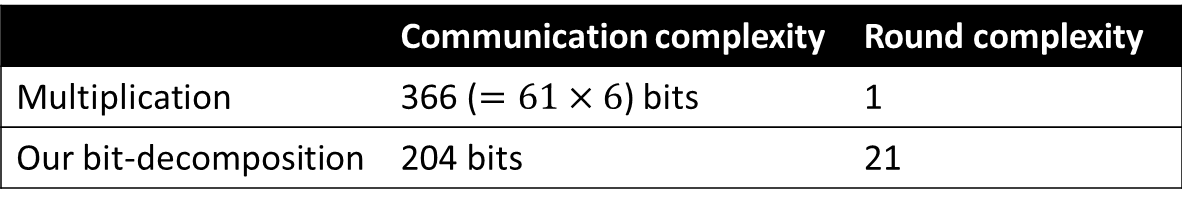 Communication complexity Round complexity
Multiplication 366 (= 61 × 6) bits 1
Our bit-decomposition 204 bits 21